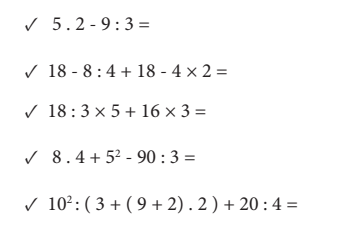 ✓ 5 . 2 - 9 : 3 =
✓ 18 - 8 : 4 + 18 - 4 × 2 =
✓ 18 : 3 × 5 + 16 × 3 =
✓ 8 . 4 + 5² - 90 : 3 =
✓ 10² : ( 3 + ( 9 + 2 ) . 2 ) + 20 : 4 =